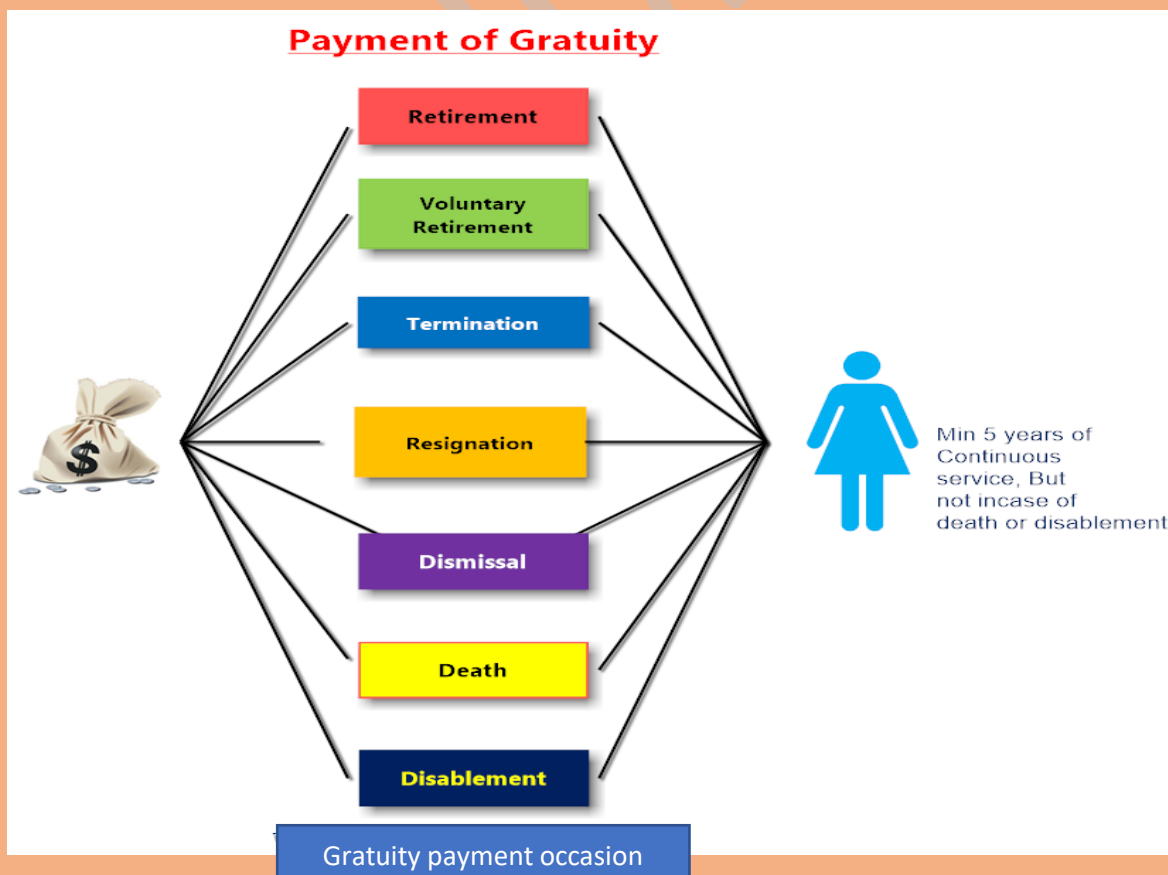 Payment of Gratuity
Retirement
Voluntary
Retirement
Termination
Resignation
Dismissal
Death
Disablement
$
Min 5 years of
Continuous
service, But
not incase of
death or disablement
Gratuity payment occasion